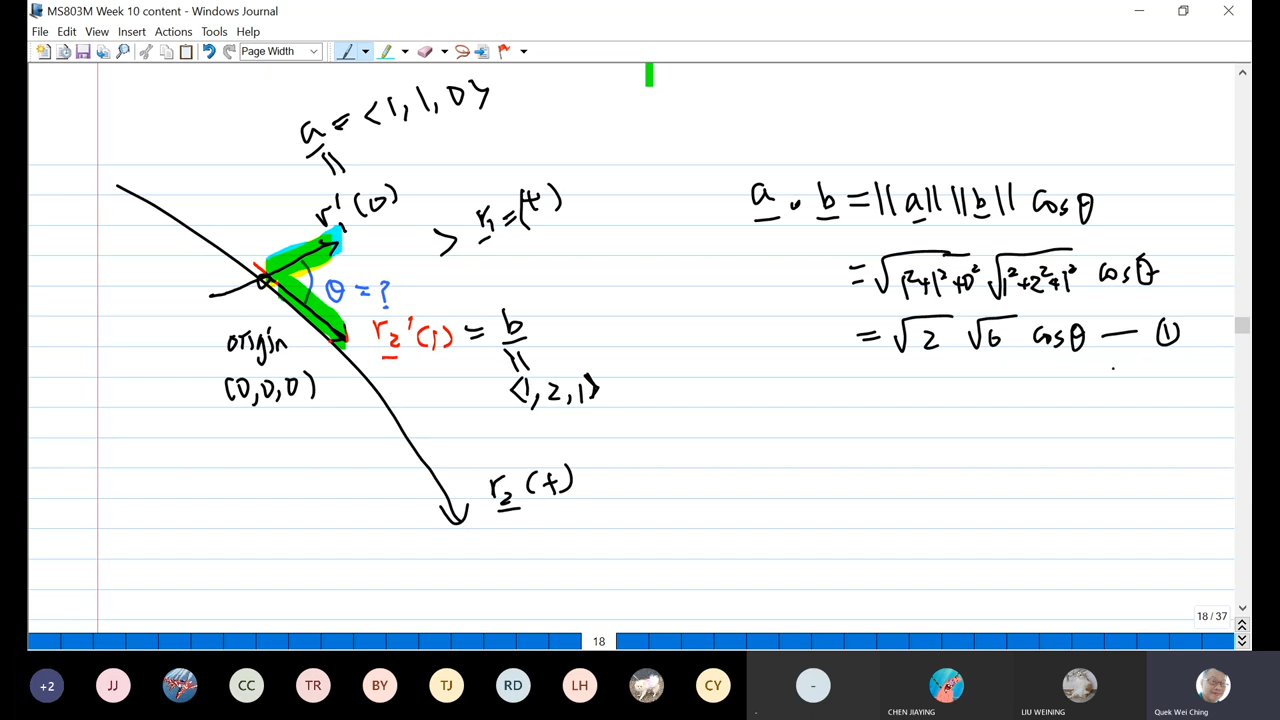 MS803M Week 10 content - Windows Journal
File Edit View Insert Actions Tools Help
Page Width
a = <1, 1, 0>
||
r₁'(0)
r₁=(t)
θ = ?
r₂'(1) = b
||
<1, 2, 1>
origin
(0,0,0)
r₂(t)
a . b = ||a|| ||b|| cosθ
= √1²+1²+0² √1²+2²+1² cosθ
= √2 √6 cosθ — ①
18 / 37
18
+2 JJ CC TR BY TJ RD LH CY -
- CHEN JIAYING LIU WEINING Quek Wei Ching